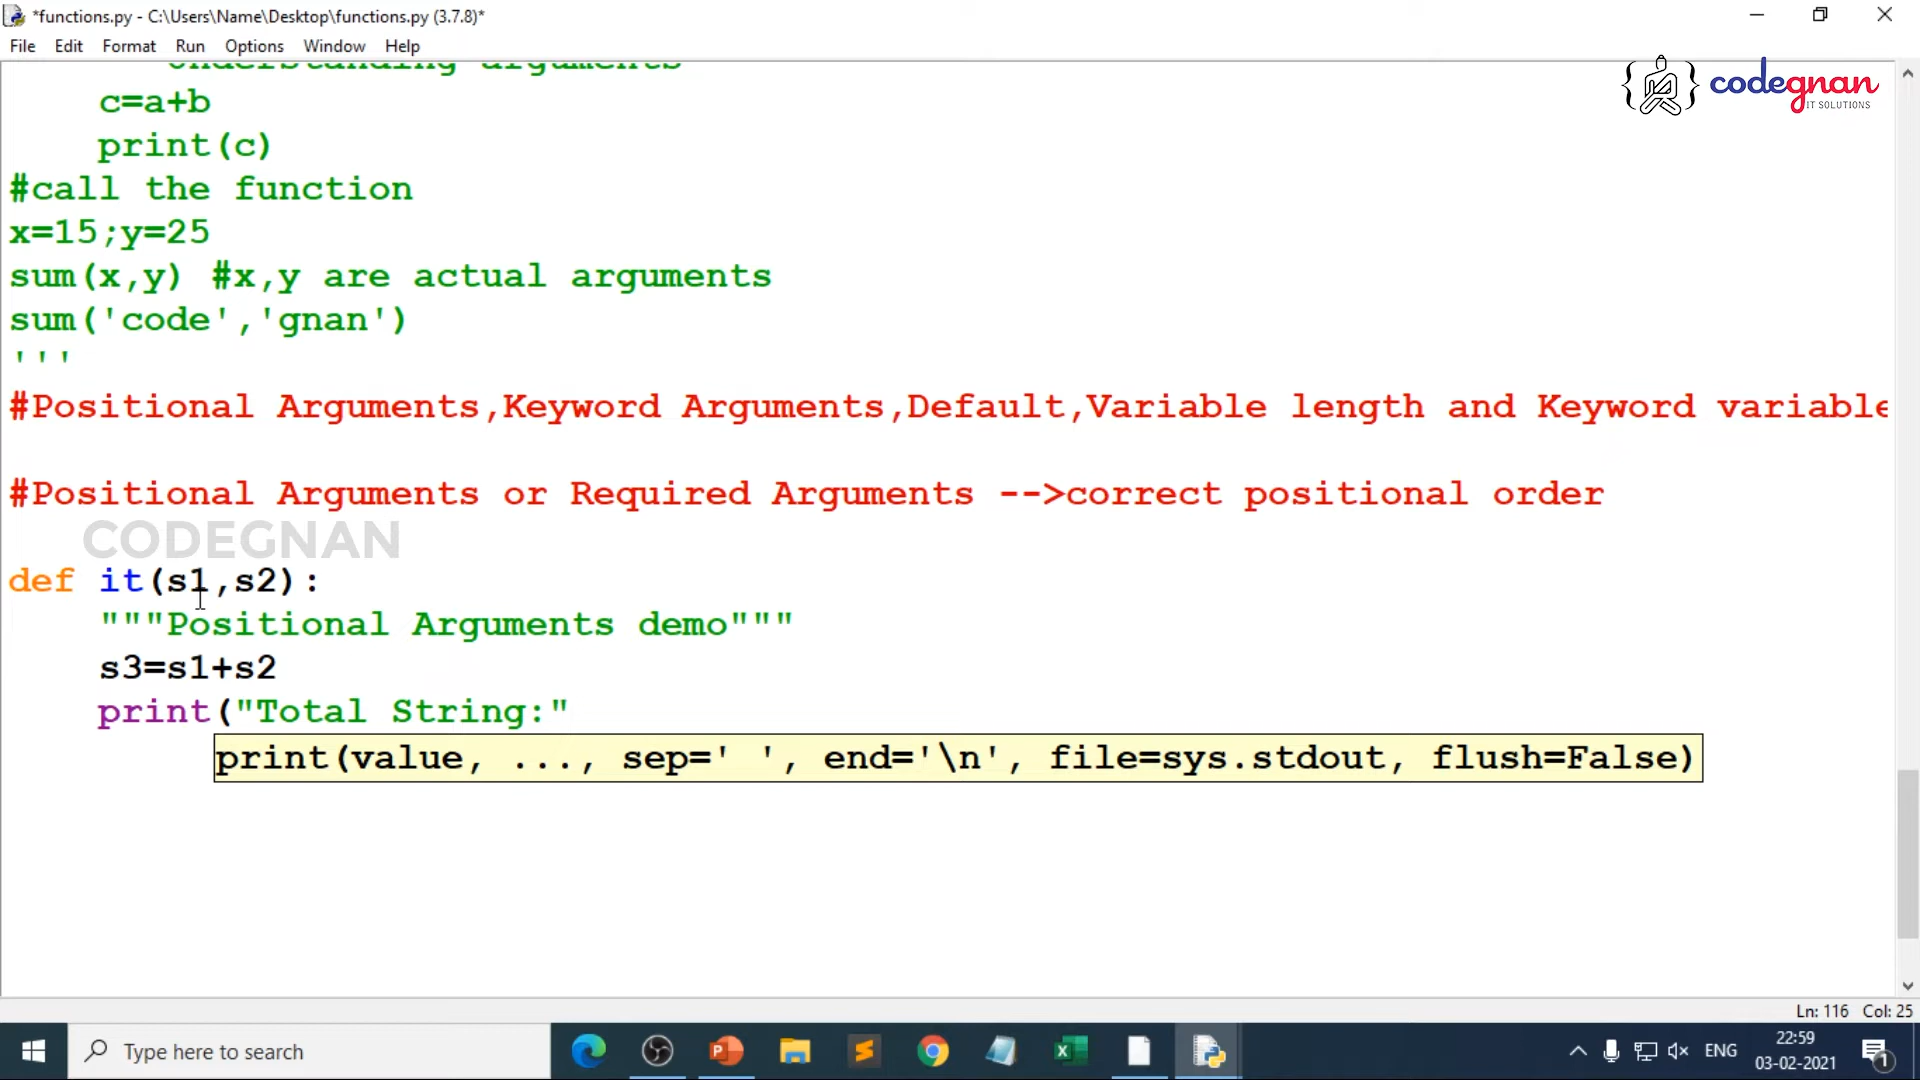 *functions.py - C:\Users\Name\Desktop\functions.py (3.7.8)*
File Edit Format Run Options Window Help
understanding arguments
c=a+b
print(c)
#call the function
x=15;y=25
sum(x,y) #x,y are actual arguments
sum('code','gnan')
'''
#Positional Arguments,Keyword Arguments,Default,Variable length and Keyword variable
#Positional Arguments or Required Arguments -->correct positional order
CODEGNAN
def it(s1,s2):
"""Positional Arguments demo"""
s3=s1+s2
print("Total String:"
print(value, ..., sep=' ', end='\n', file=sys.stdout, flush=False)
codegnan
IT SOLUTIONS
Ln: 116 Col: 25
Type here to search
ENG
22:59
03-02-2021
1